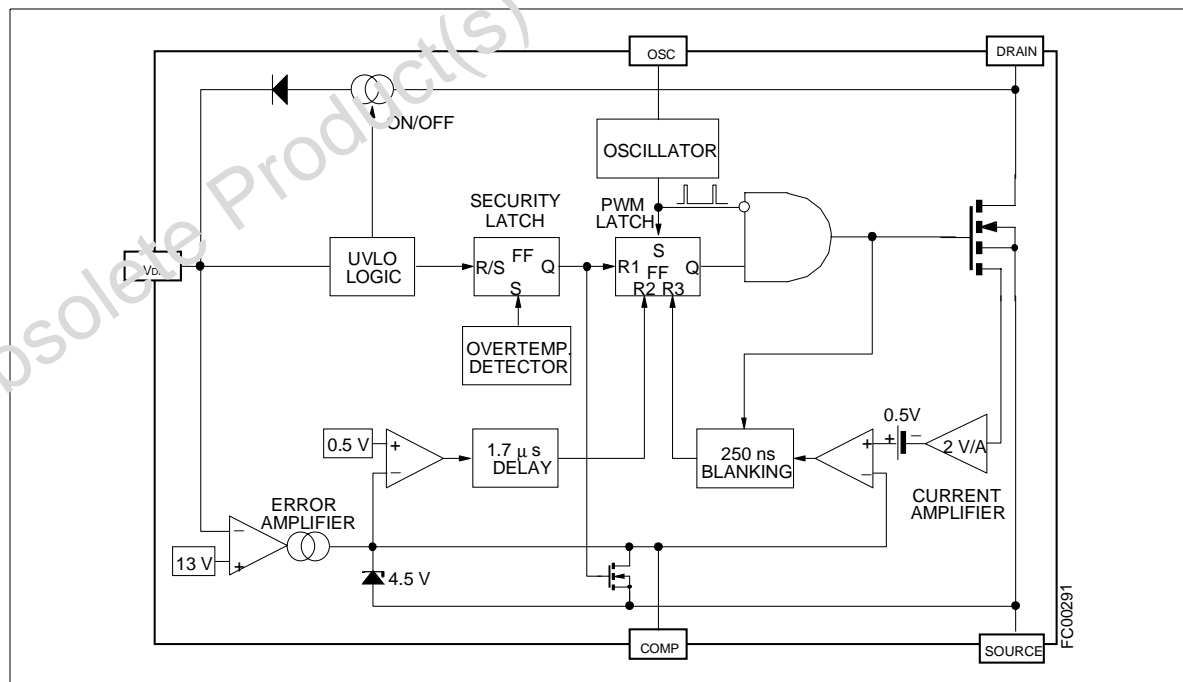 OSC
DRAIN
ON/OFF
OSCILLATOR
SECURITY
LATCH
PWM
LATCH
UVLO
LOGIC
R/S FF Q
S
S
R1 FF Q
R2 R3
OVERTEMP.
DETECTOR
0.5 V
+
−
1.7 μs
DELAY
250 ns
BLANKING
+
−
0.5V
+ −
2 V/A
CURRENT
AMPLIFIER
ERROR
AMPLIFIER
−
+
13 V
4.5 V
COMP
SOURCE
FC00291
Product(s)